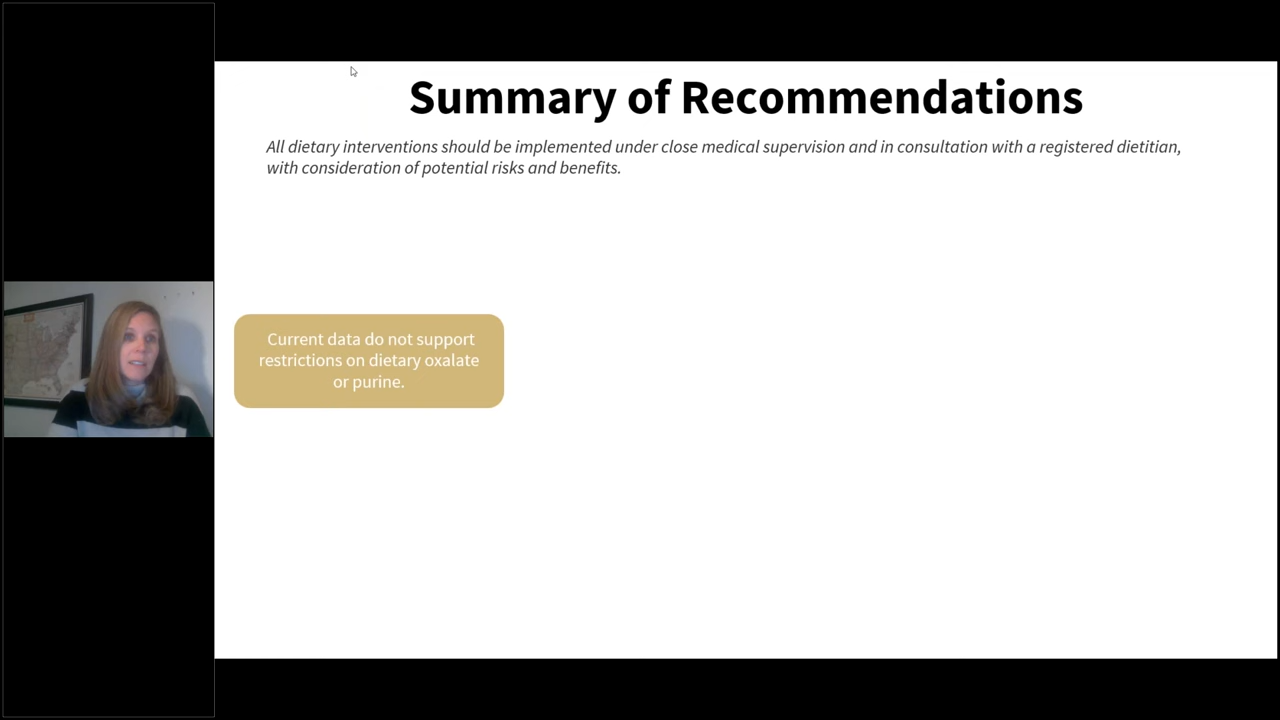 Summary of Recommendations
All dietary interventions should be implemented under close medical supervision and in consultation with a registered dietitian,
with consideration of potential risks and benefits.
Current data do not support
restrictions on dietary oxalate
or purine.